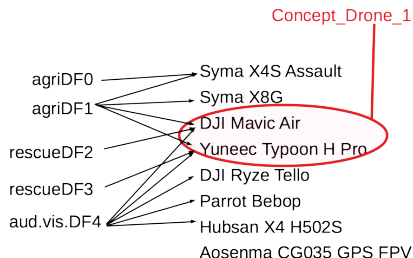 Concept_Drone_1
agriDF0
agriDF1
rescueDF2
rescueDF3
aud.vis.DF4
Syma X4S Assault
Syma X8G
DJI Mavic Air
Yuneec Typoon H Pro
DJI Ryze Tello
Parrot Bebop
Hubsan X4 H502S
Aosenma CG035 GPS FPV